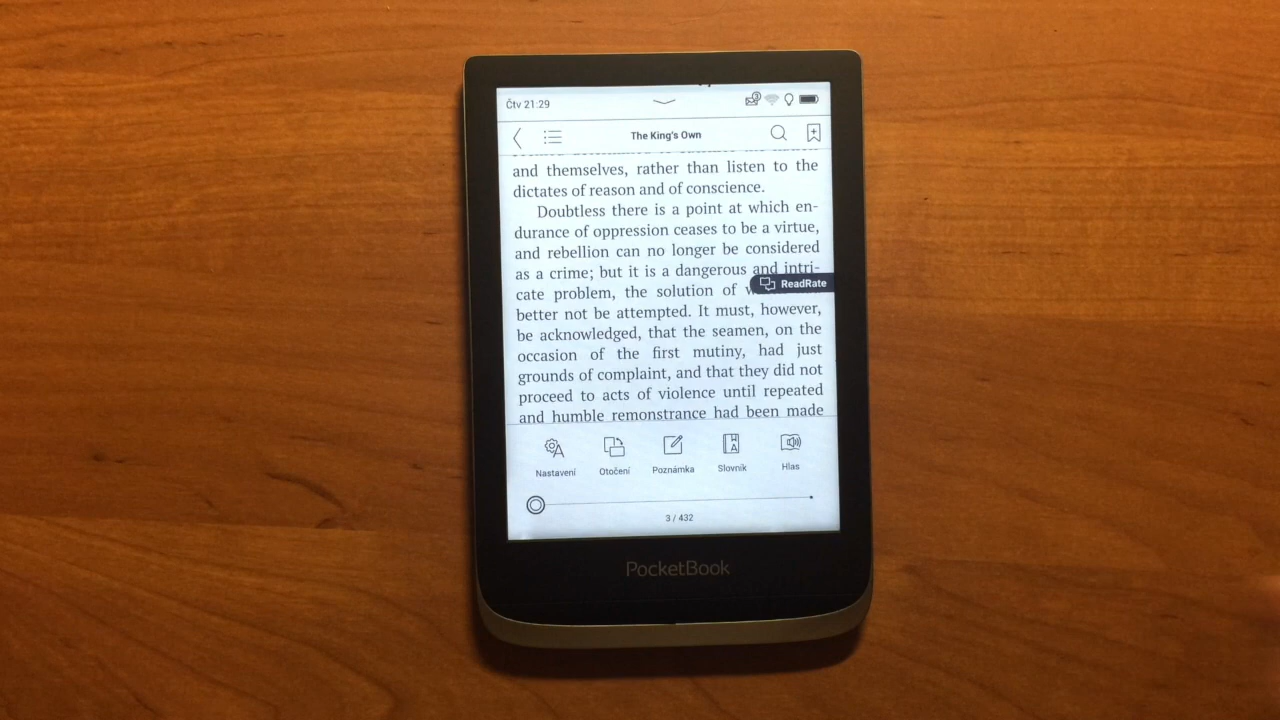 Čtv 21:29
3
The King's Own
and themselves, rather than listen to the
dictates of reason and of conscience.
Doubtless there is a point at which en-
durance of oppression ceases to be a virtue,
and rebellion can no longer be considered
as a crime; but it is a dangerous and intri-
cate problem, the solution of
ReadRate
better not be attempted. It must, however,
be acknowledged, that the seamen, on the
occasion of the first mutiny, had just
grounds of complaint, and that they did not
proceed to acts of violence until repeated
and humble remonstrance had been made
Nastavení Otočení Poznámka Slovník Hlas
3 / 432
PocketBook